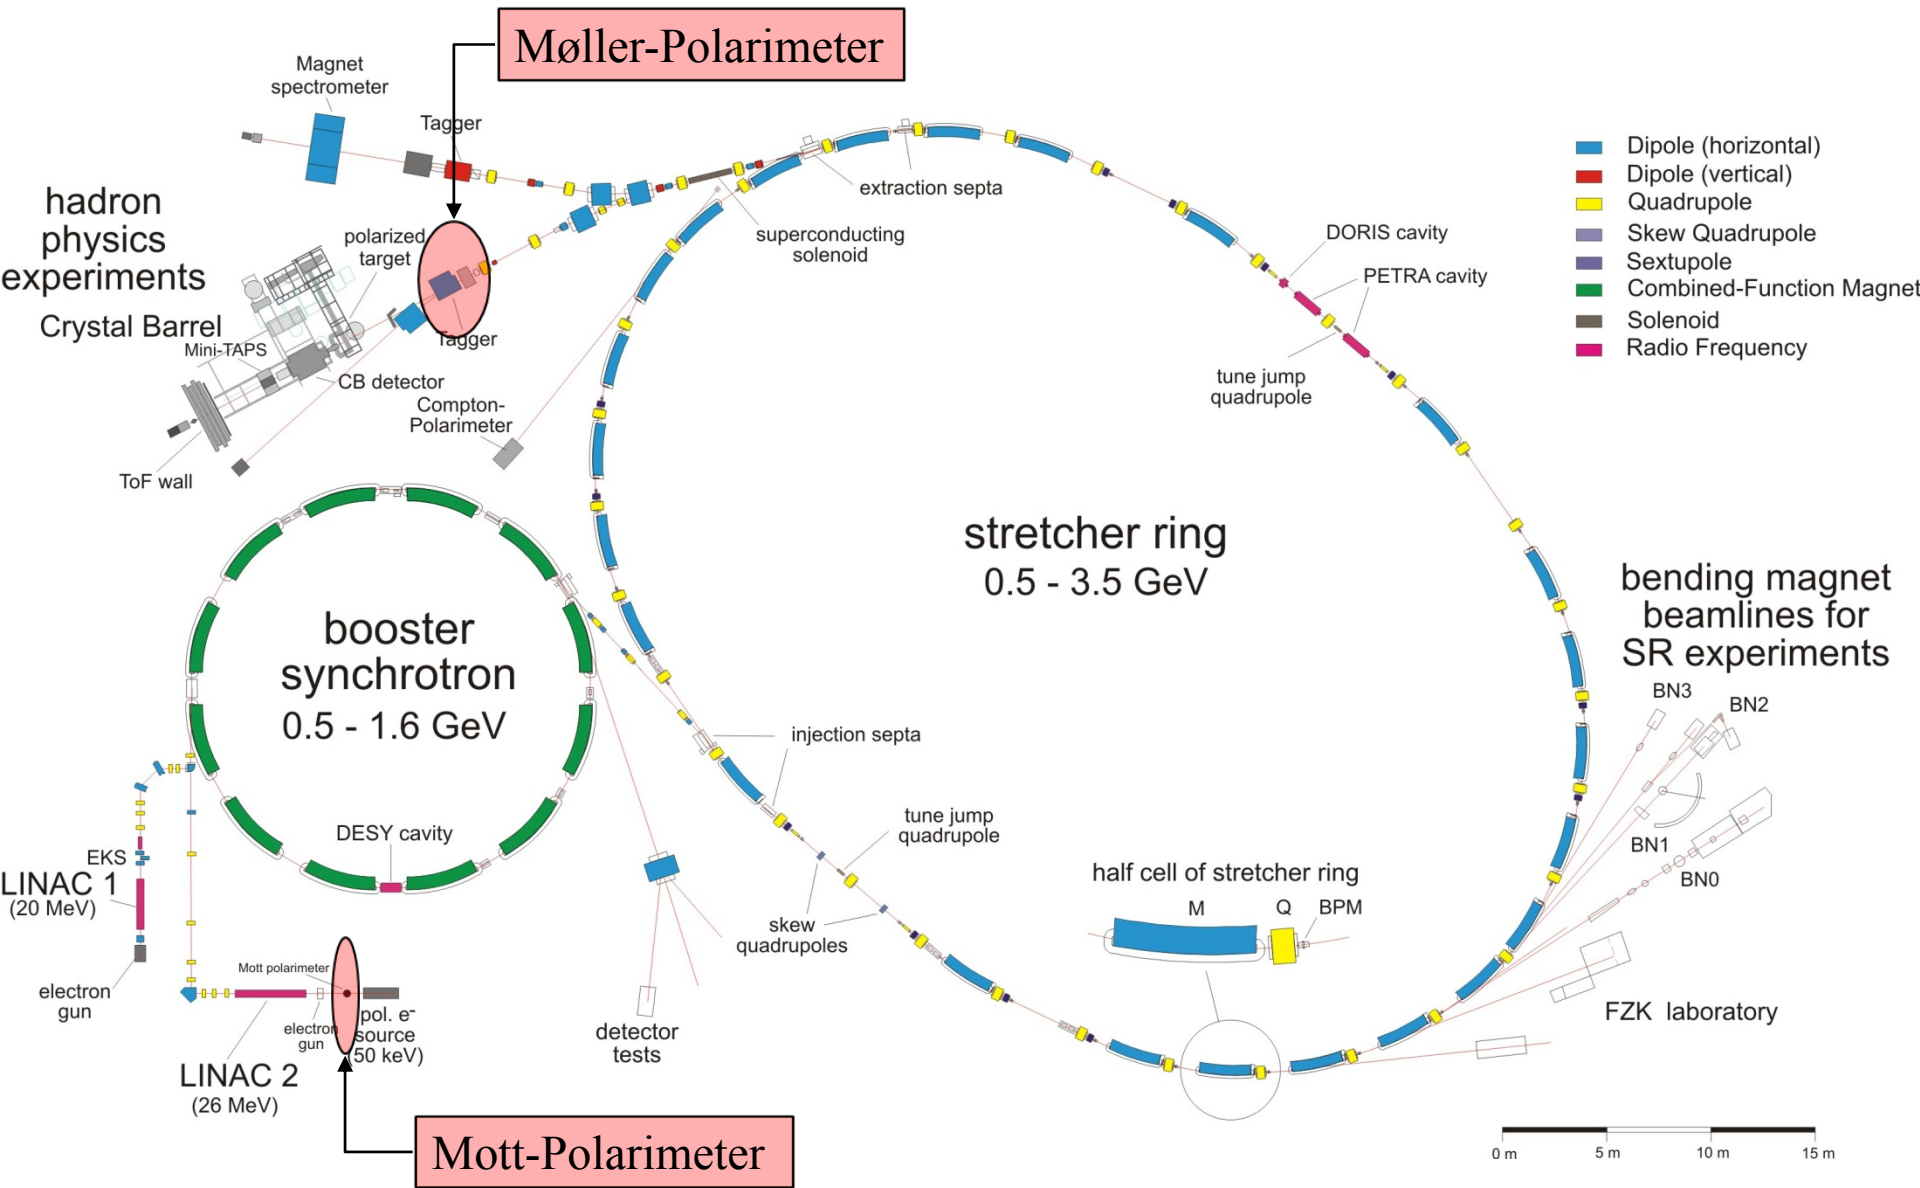 Møller-Polarimeter
Magnet
spectrometer
Tagger
hadron
physics
experiments
polarized
target
Crystal Barrel
Mini-TAPS
Tagger
CB detector
Compton-
Polarimeter
ToF wall
extraction septa
superconducting
solenoid
DORIS cavity
PETRA cavity
tune jump
quadrupole
Dipole (horizontal)
Dipole (vertical)
Quadrupole
Skew Quadrupole
Sextupole
Combined-Function Magnet
Solenoid
Radio Frequency
stretcher ring
0.5 - 3.5 GeV
booster
synchrotron
0.5 - 1.6 GeV
bending magnet
beamlines for
SR experiments
BN3
BN2
BN1
BN0
injection septa
tune jump
quadrupole
DESY cavity
EKS
LINAC 1
(20 MeV)
skew
quadrupoles
half cell of stretcher ring
M
Q
BPM
electron
gun
Mott polarimeter
electron
gun
pol. e-
source
(50 keV)
detector
tests
FZK laboratory
LINAC 2
(26 MeV)
Mott-Polarimeter
0 m
5 m
10 m
15 m